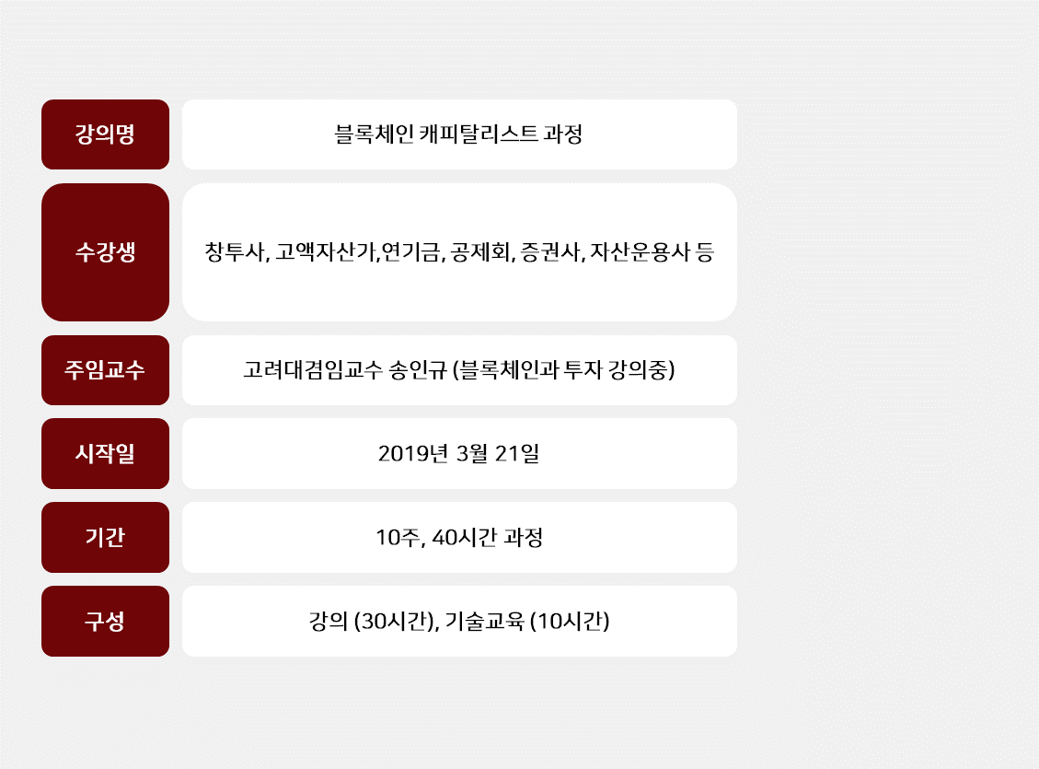 강의명
블록체인 캐피탈리스트 과정
수강생
창투사, 고액자산가,연기금, 공제회, 증권사, 자산운용사 등
주임교수
고려대겸임교수 송인규 (블록체인과 투자 강의중)
시작일
2019년 3월 21일
기간
10주, 40시간 과정
구성
강의 (30시간), 기술교육 (10시간)